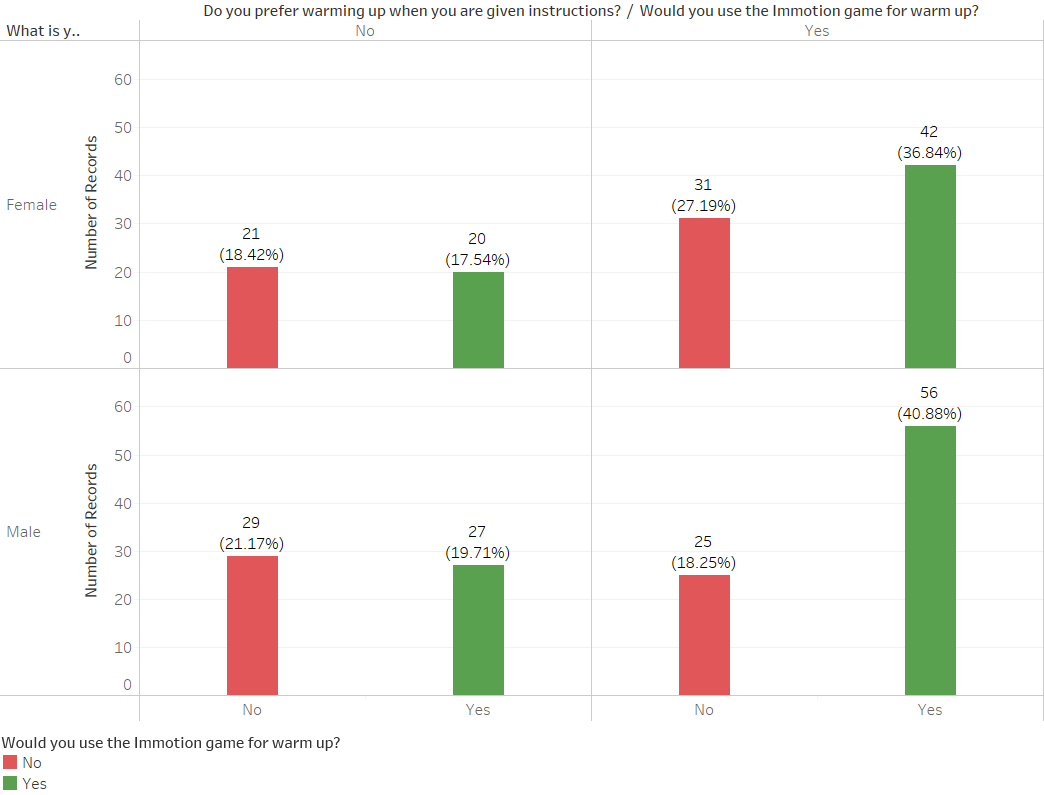 Do you prefer warming up when you are given instructions? / Would you use the Immotion game for warm up?
What is y..
No
Yes
Female
Number of Records
60
50
40
30
20
10
0
21
(18.42%)
20
(17.54%)
31
(27.19%)
42
(36.84%)
Male
Number of Records
60
50
40
30
20
10
0
29
(21.17%)
27
(19.71%)
25
(18.25%)
56
(40.88%)
No
Yes
No
Yes
Would you use the Immotion game for warm up?
No
Yes